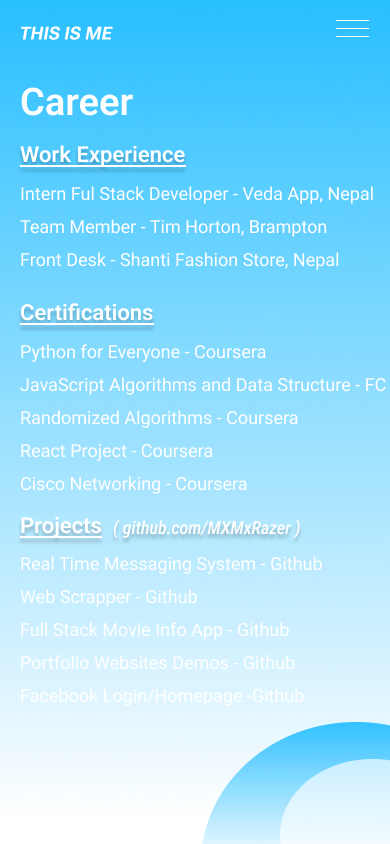 THIS IS ME
Career
Work Experience
Intern Ful Stack Developer - Veda App, Nepal
Team Member - Tim Horton, Brampton
Front Desk - Shanti Fashion Store, Nepal
Certifications
Python for Everyone - Coursera
JavaScript Algorithms and Data Structure - FC
Randomized Algorithms - Coursera
React Project - Coursera
Cisco Networking - Coursera
Projects ( github.com/MXMxRazer )
Real Time Messaging System - Github
Web Scrapper - Github
Full Stack Movie Info App - Github
Portfolio Websites Demos - Github
Facebook Login/Homepage -Github